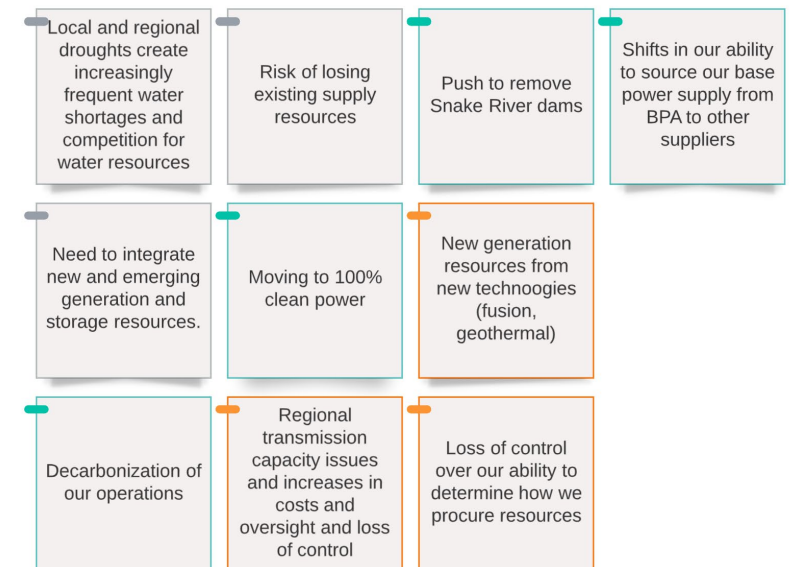 Local and regional
droughts create
increasingly
frequent water
shortages and
competition for
water resources
Risk of losing
existing supply
resources
Push to remove
Snake River dams
Shifts in our ability
to source our base
power supply from
BPA to other
suppliers
Need to integrate
new and emerging
generation and
storage resources.
Moving to 100%
clean power
New generation
resources from
new technoogies
(fusion,
geothermal)
Decarbonization of
our operations
Regional
transmission
capacity issues
and increases in
costs and
oversight and loss
of control
Loss of control
over our ability to
determine how we
procure resources